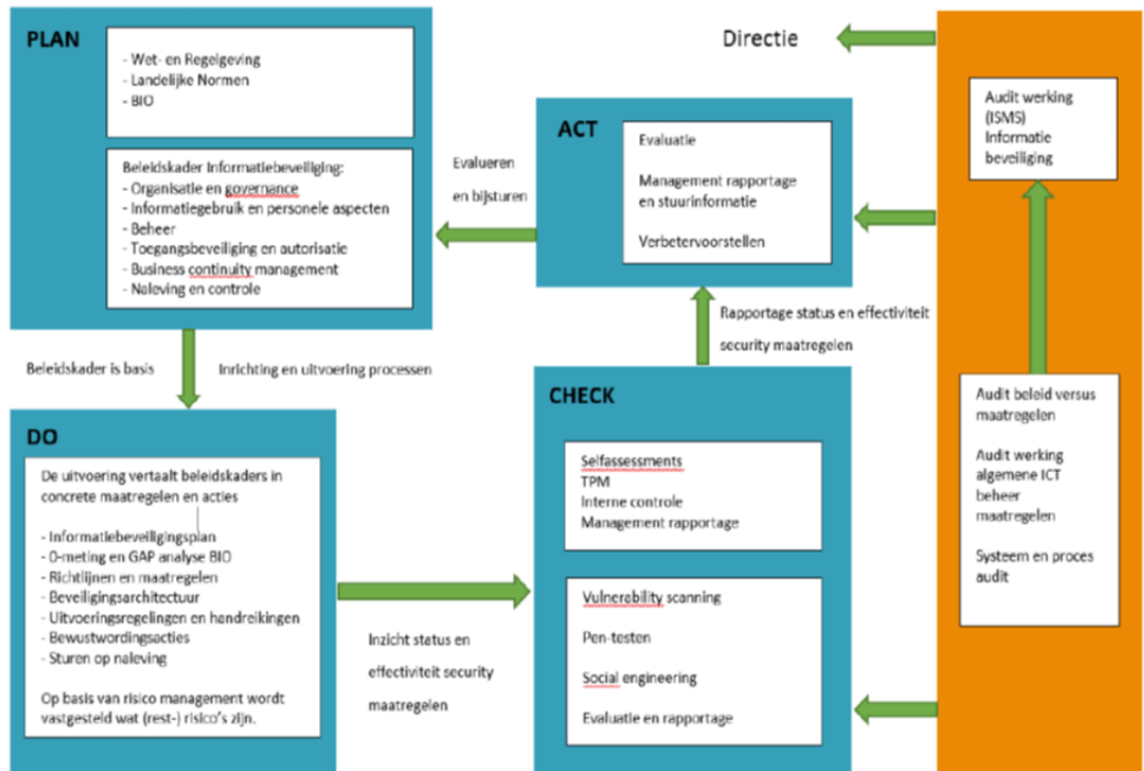 PLAN
- Wet- en Regelgeving
- Landelijke Normen
- BIO
Beleidskader Informatiebeveiliging:
- Organisatie en governance
- Informatiegebruik en personele aspecten
- Beheer
- Toegangsbeveiliging en autorisatie
- Business continuity management
- Naleving en controle
Beleidskader is basis
Inrichting en uitvoering processen
DO
De uitvoering vertaalt beleidskaders in
concrete maatregelen en acties
- Informatiebeveiligingsplan
- 0-meting en GAP analyse BIO
- Richtlijnen en maatregelen
- Beveiligingsarchitectuur
- Uitvoeringsregelingen en handreikingen
- Bewustwordingsacties
- Sturen op naleving
Op basis van risico management wordt
vastgesteld wat (rest-) risico's zijn.
Inzicht status en
effectiviteit security
maatregelen
CHECK
Selfassessments
TPM
Interne controle
Management rapportage
Vulnerability scanning
Pen-testen
Social engineering
Evaluatie en rapportage
Rapportage status en effectiviteit
security maatregelen
ACT
Evaluatie
Management rapportage
en stuurinformatie
Verbetervoorstellen
Evalueren
en bijsturen
Directie
Audit werking
(ISMS)
Informatie
beveiliging
Audit beleid versus
maatregelen
Audit werking
algemene ICT
beheer
maatregelen
Systeem en proces
audit